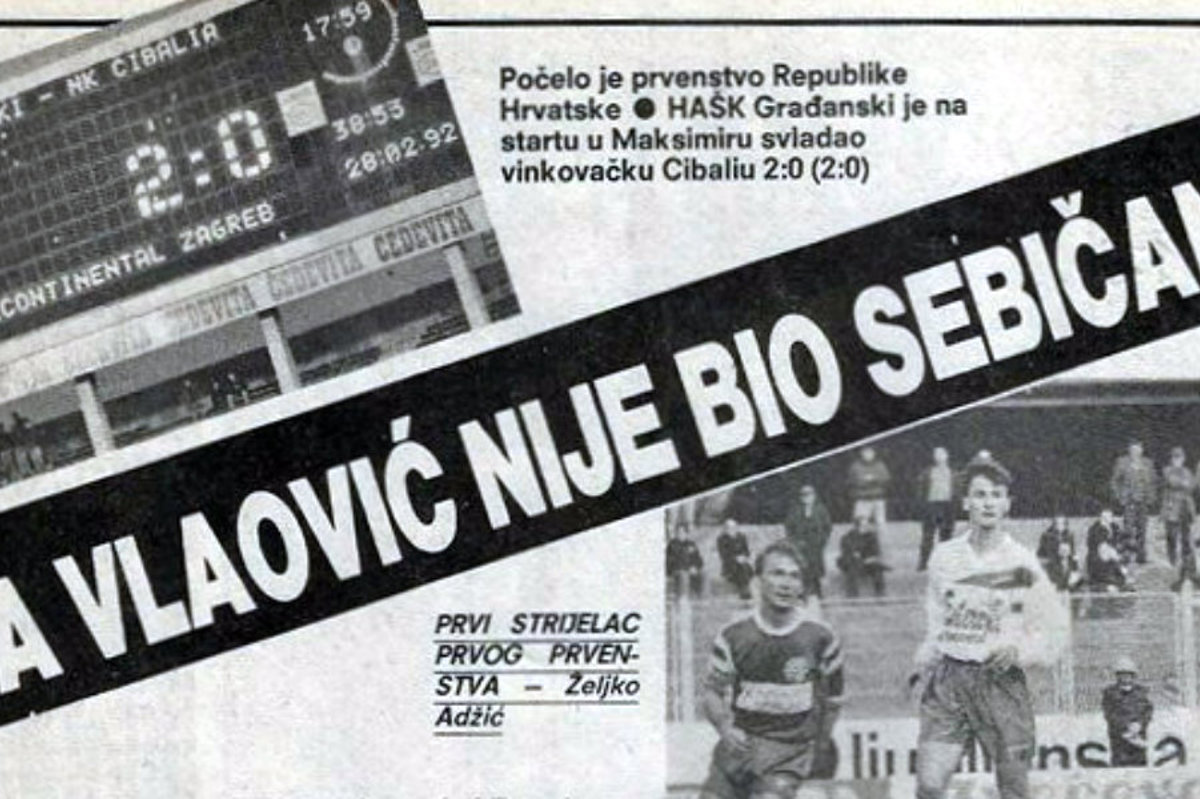 KI - NK CIBALIA
17:59
2:0
38:55
28.02.92
CONTINENTAL ZAGREB
CEDEVITA CEDEVITA CEDEVITA CEDEVITA
Počelo je prvenstvo Republike
Hrvatske ● HAŠK Građanski je na
startu u Maksimiru svladao
vinkovačku Cibaliu 2:0 (2:0)
A VLAOVIĆ NIJE BIO SEBIČAN
PRVI STRIJELAC
PRVOG PRVEN-
STVA – Željko
Adžić